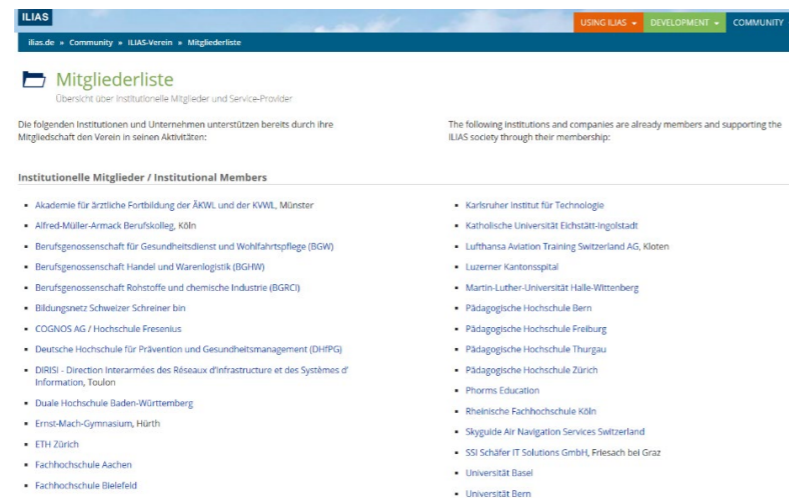 ILIAS
USING ILIAS
DEVELOPMENT
COMMUNITY
ilias.de » Community » ILIAS-Verein » Mitgliederliste
Mitgliederliste
Übersicht über Institutionelle Mitglieder und Service-Provider
Die folgenden Institutionen und Unternehmen unterstützen bereits durch ihre
Mitgliedschaft den Verein in seinen Aktivitäten:
The following institutions and companies are already members and supporting the
ILIAS society through their membership:
Institutionelle Mitglieder / Institutional Members
▪ Akademie für ärztliche Fortbildung der ÄKWL und der KVWL, Münster
▪ Alfred-Müller-Armack Berufskolleg, Köln
▪ Berufsgenossenschaft für Gesundheitsdienst und Wohlfahrtspflege (BGW)
▪ Berufsgenossenschaft Handel und Warenlogistik (BGHW)
▪ Berufsgenossenschaft Rohstoffe und chemische Industrie (BGRCI)
▪ Bildungsnetz Schweizer Schreiner bin
▪ COGNOS AG / Hochschule Fresenius
▪ Deutsche Hochschule für Prävention und Gesundheitsmanagement (DHfPG)
▪ DIRISI - Direction Interarmées des Réseaux d'infrastructure et des Systèmes d'
Information, Toulon
▪ Duale Hochschule Baden-Württemberg
▪ Ernst-Mach-Gymnasium, Hürth
▪ ETH Zürich
▪ Fachhochschule Aachen
▪ Fachhochschule Bielefeld
▪ Karlsruher Institut für Technologie
▪ Katholische Universität Eichstätt-Ingolstadt
▪ Lufthansa Aviation Training Switzerland AG, Kloten
▪ Luzerner Kantonsspital
▪ Martin-Luther-Universität Halle-Wittenberg
▪ Pädagogische Hochschule Bern
▪ Pädagogische Hochschule Freiburg
▪ Pädagogische Hochschule Thurgau
▪ Pädagogische Hochschule Zürich
▪ Phorms Education
▪ Rheinische Fachhochschule Köln
▪ Skyguide Air Navigation Services Switzerland
▪ SSI Schäfer IT Solutions GmbH, Friesach bei Graz
▪ Universität Basel
▪ Universität Bern